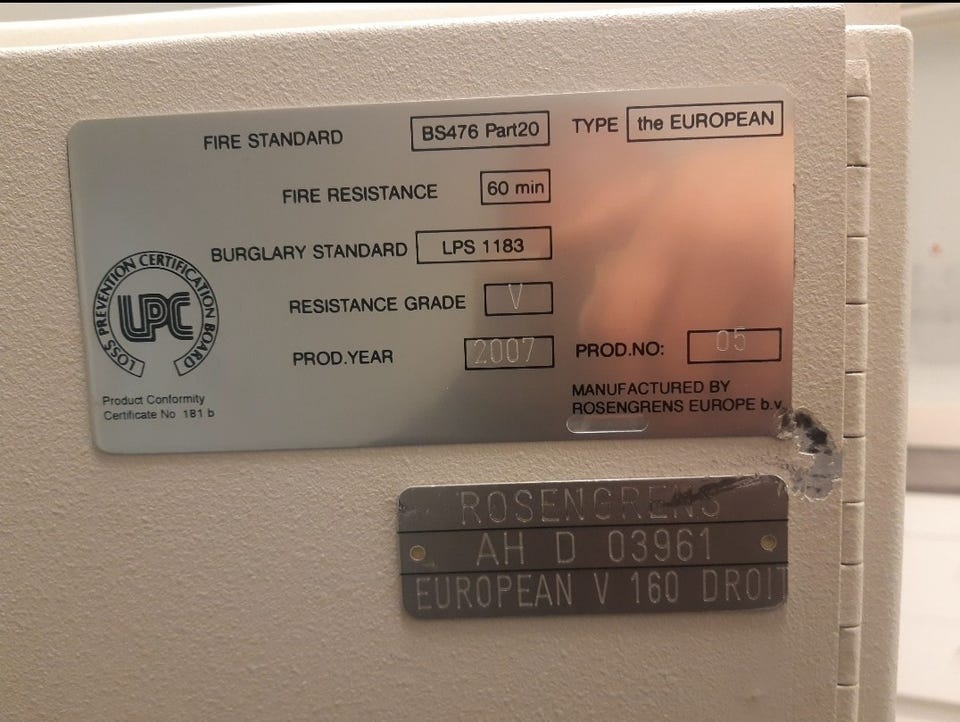 FIRE STANDARD BS476 Part20 TYPE the EUROPEAN
FIRE RESISTANCE 60 min
BURGLARY STANDARD LPS 1183
RESISTANCE GRADE V
PROD.YEAR 2007 PROD.NO: 05
LOSS PREVENTION CERTIFICATION BOARD
LPC
Product Conformity
Certificate No 181 b
MANUFACTURED BY
ROSENGRENS EUROPE b.v.
ROSENGRENS
AH D 03961
EUROPEAN V 160 DROIT